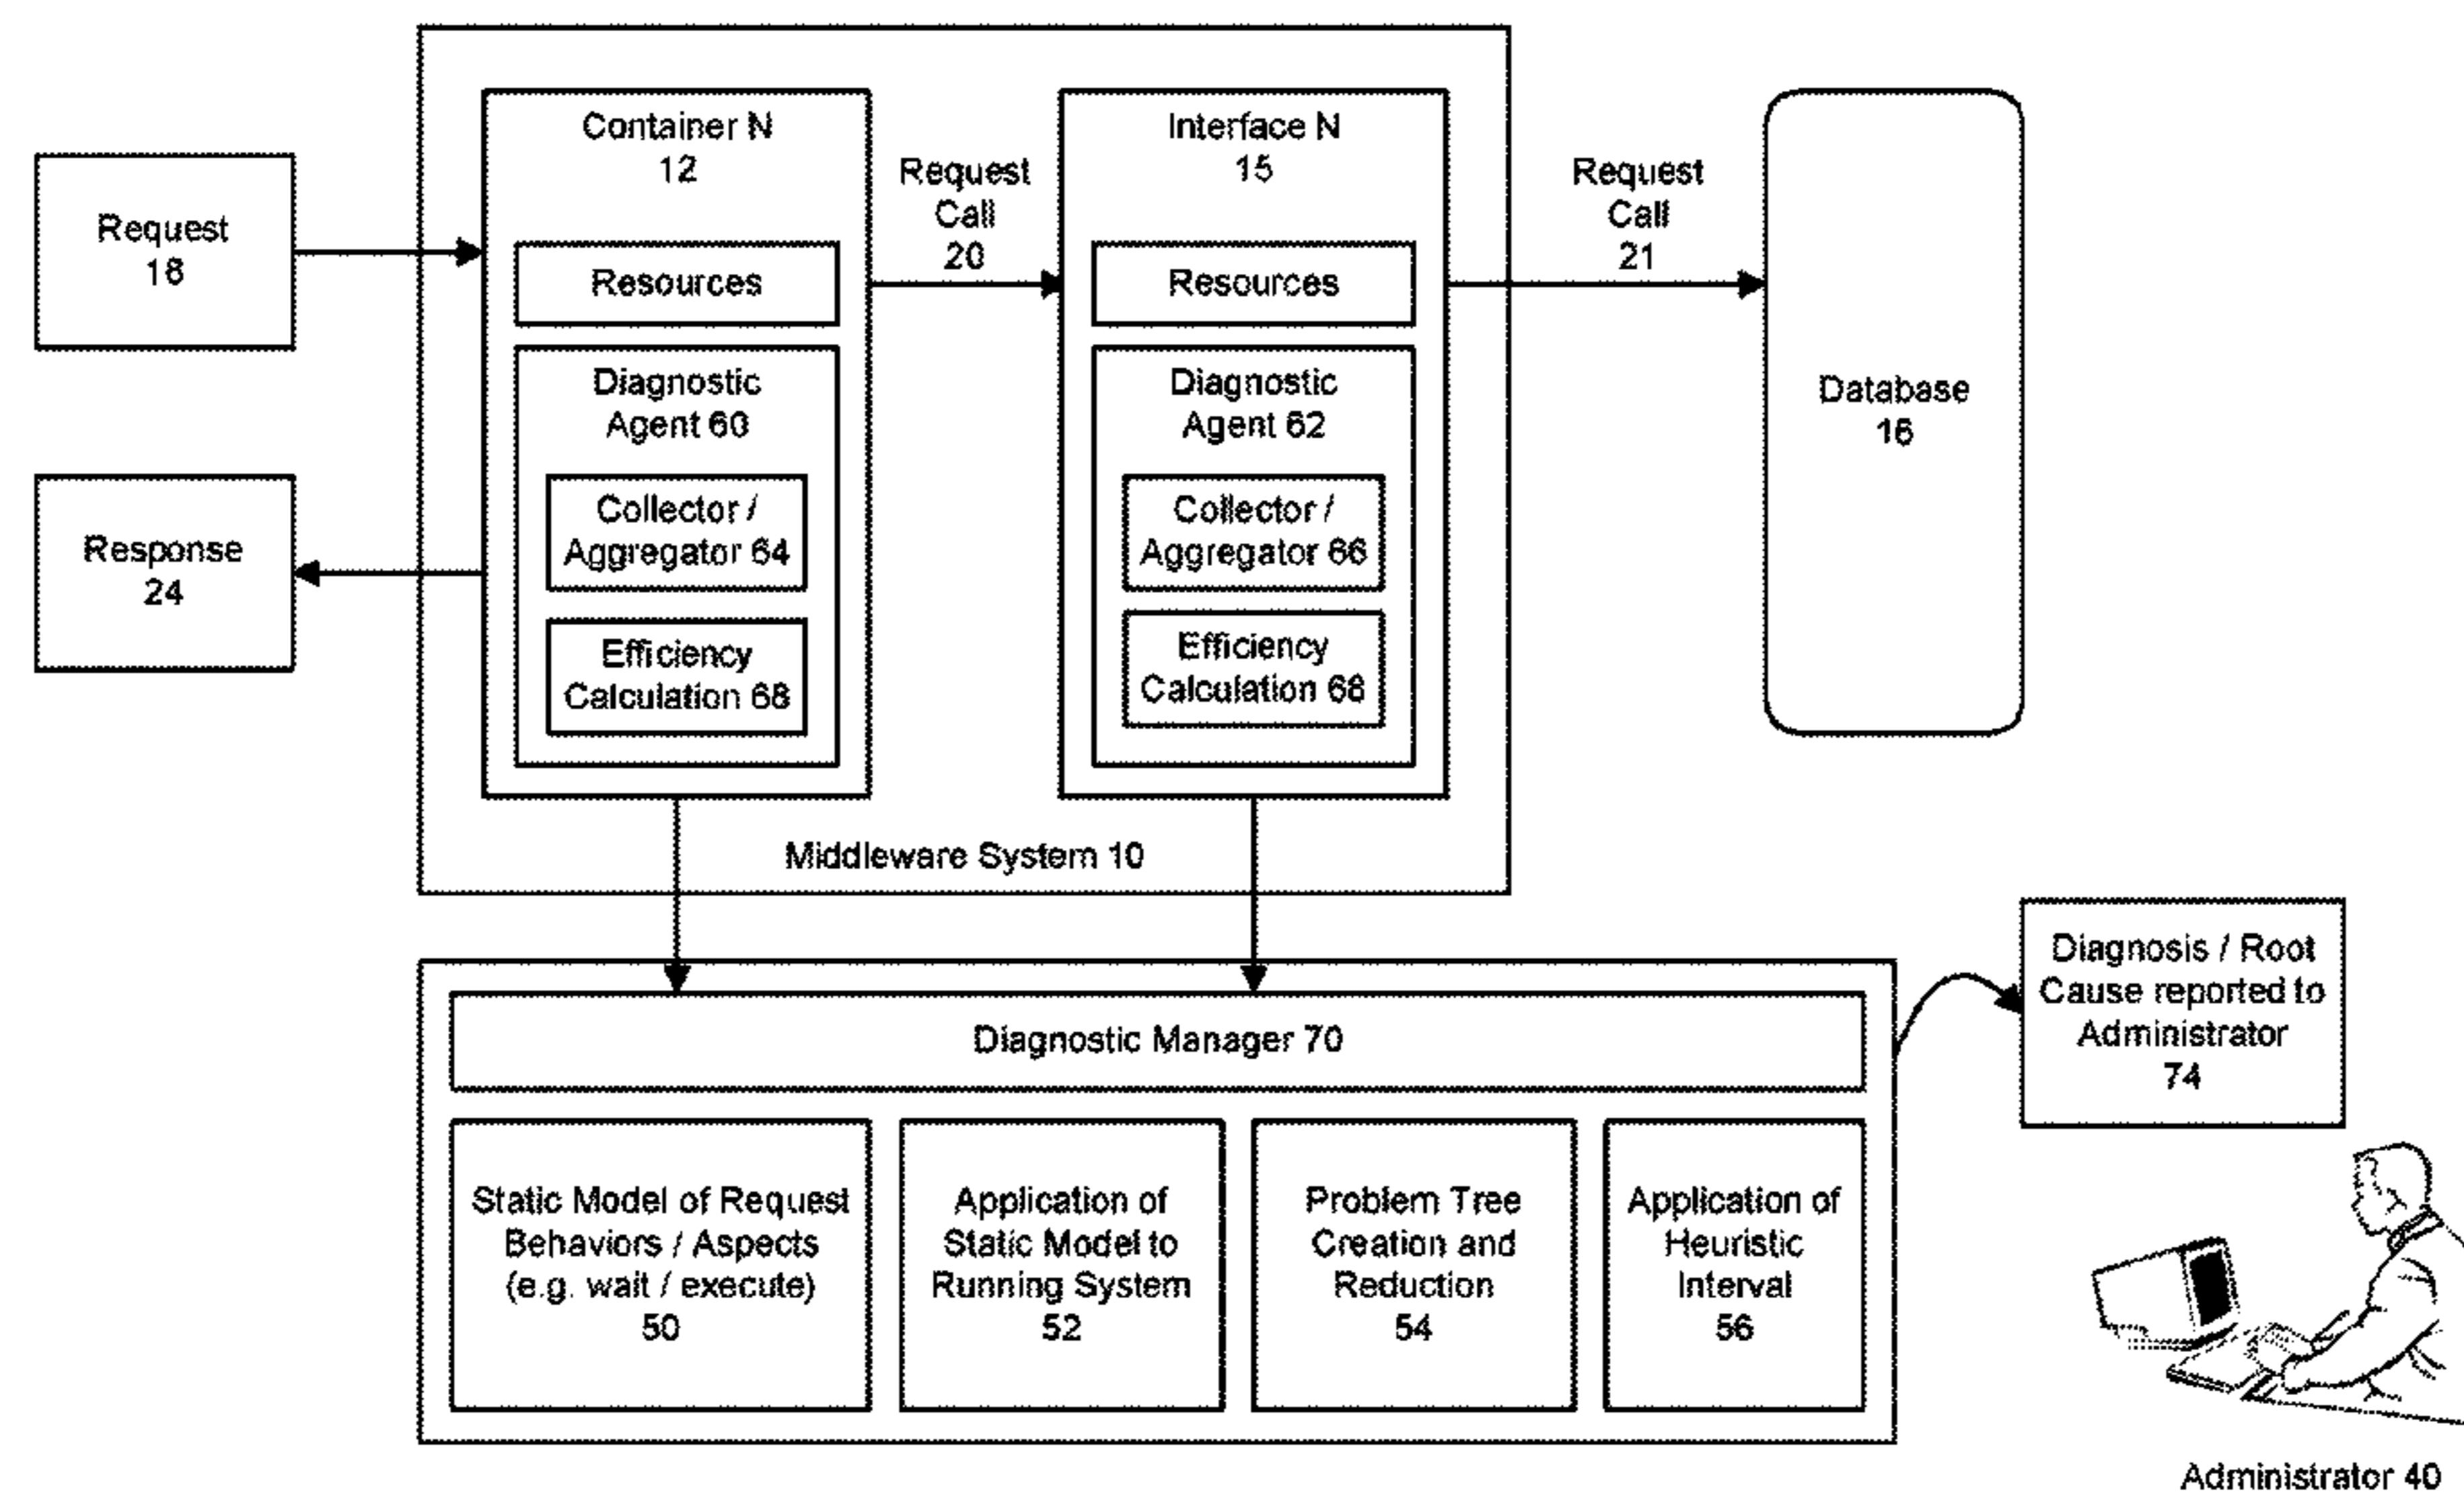 Container N
12
Interface N
15
Request
18
Request
Call
20
Request
Call
21
Resources
Resources
Database
16
Diagnostic
Agent 60
Diagnostic
Agent 62
Collector /
Aggregator 64
Collector /
Aggregator 66
Response
24
Efficiency
Calculation 68
Efficiency
Calculation 68
Middleware System 10
Diagnosis / Root
Cause reported to
Administrator
74
Diagnostic Manager 70
Static Model of Request
Behaviors / Aspects
(e.g. wait / execute)
50
Application of
Static Model to
Running System
52
Problem Tree
Creation and
Reduction
54
Application of
Heuristic
Interval
56
Administrator 40